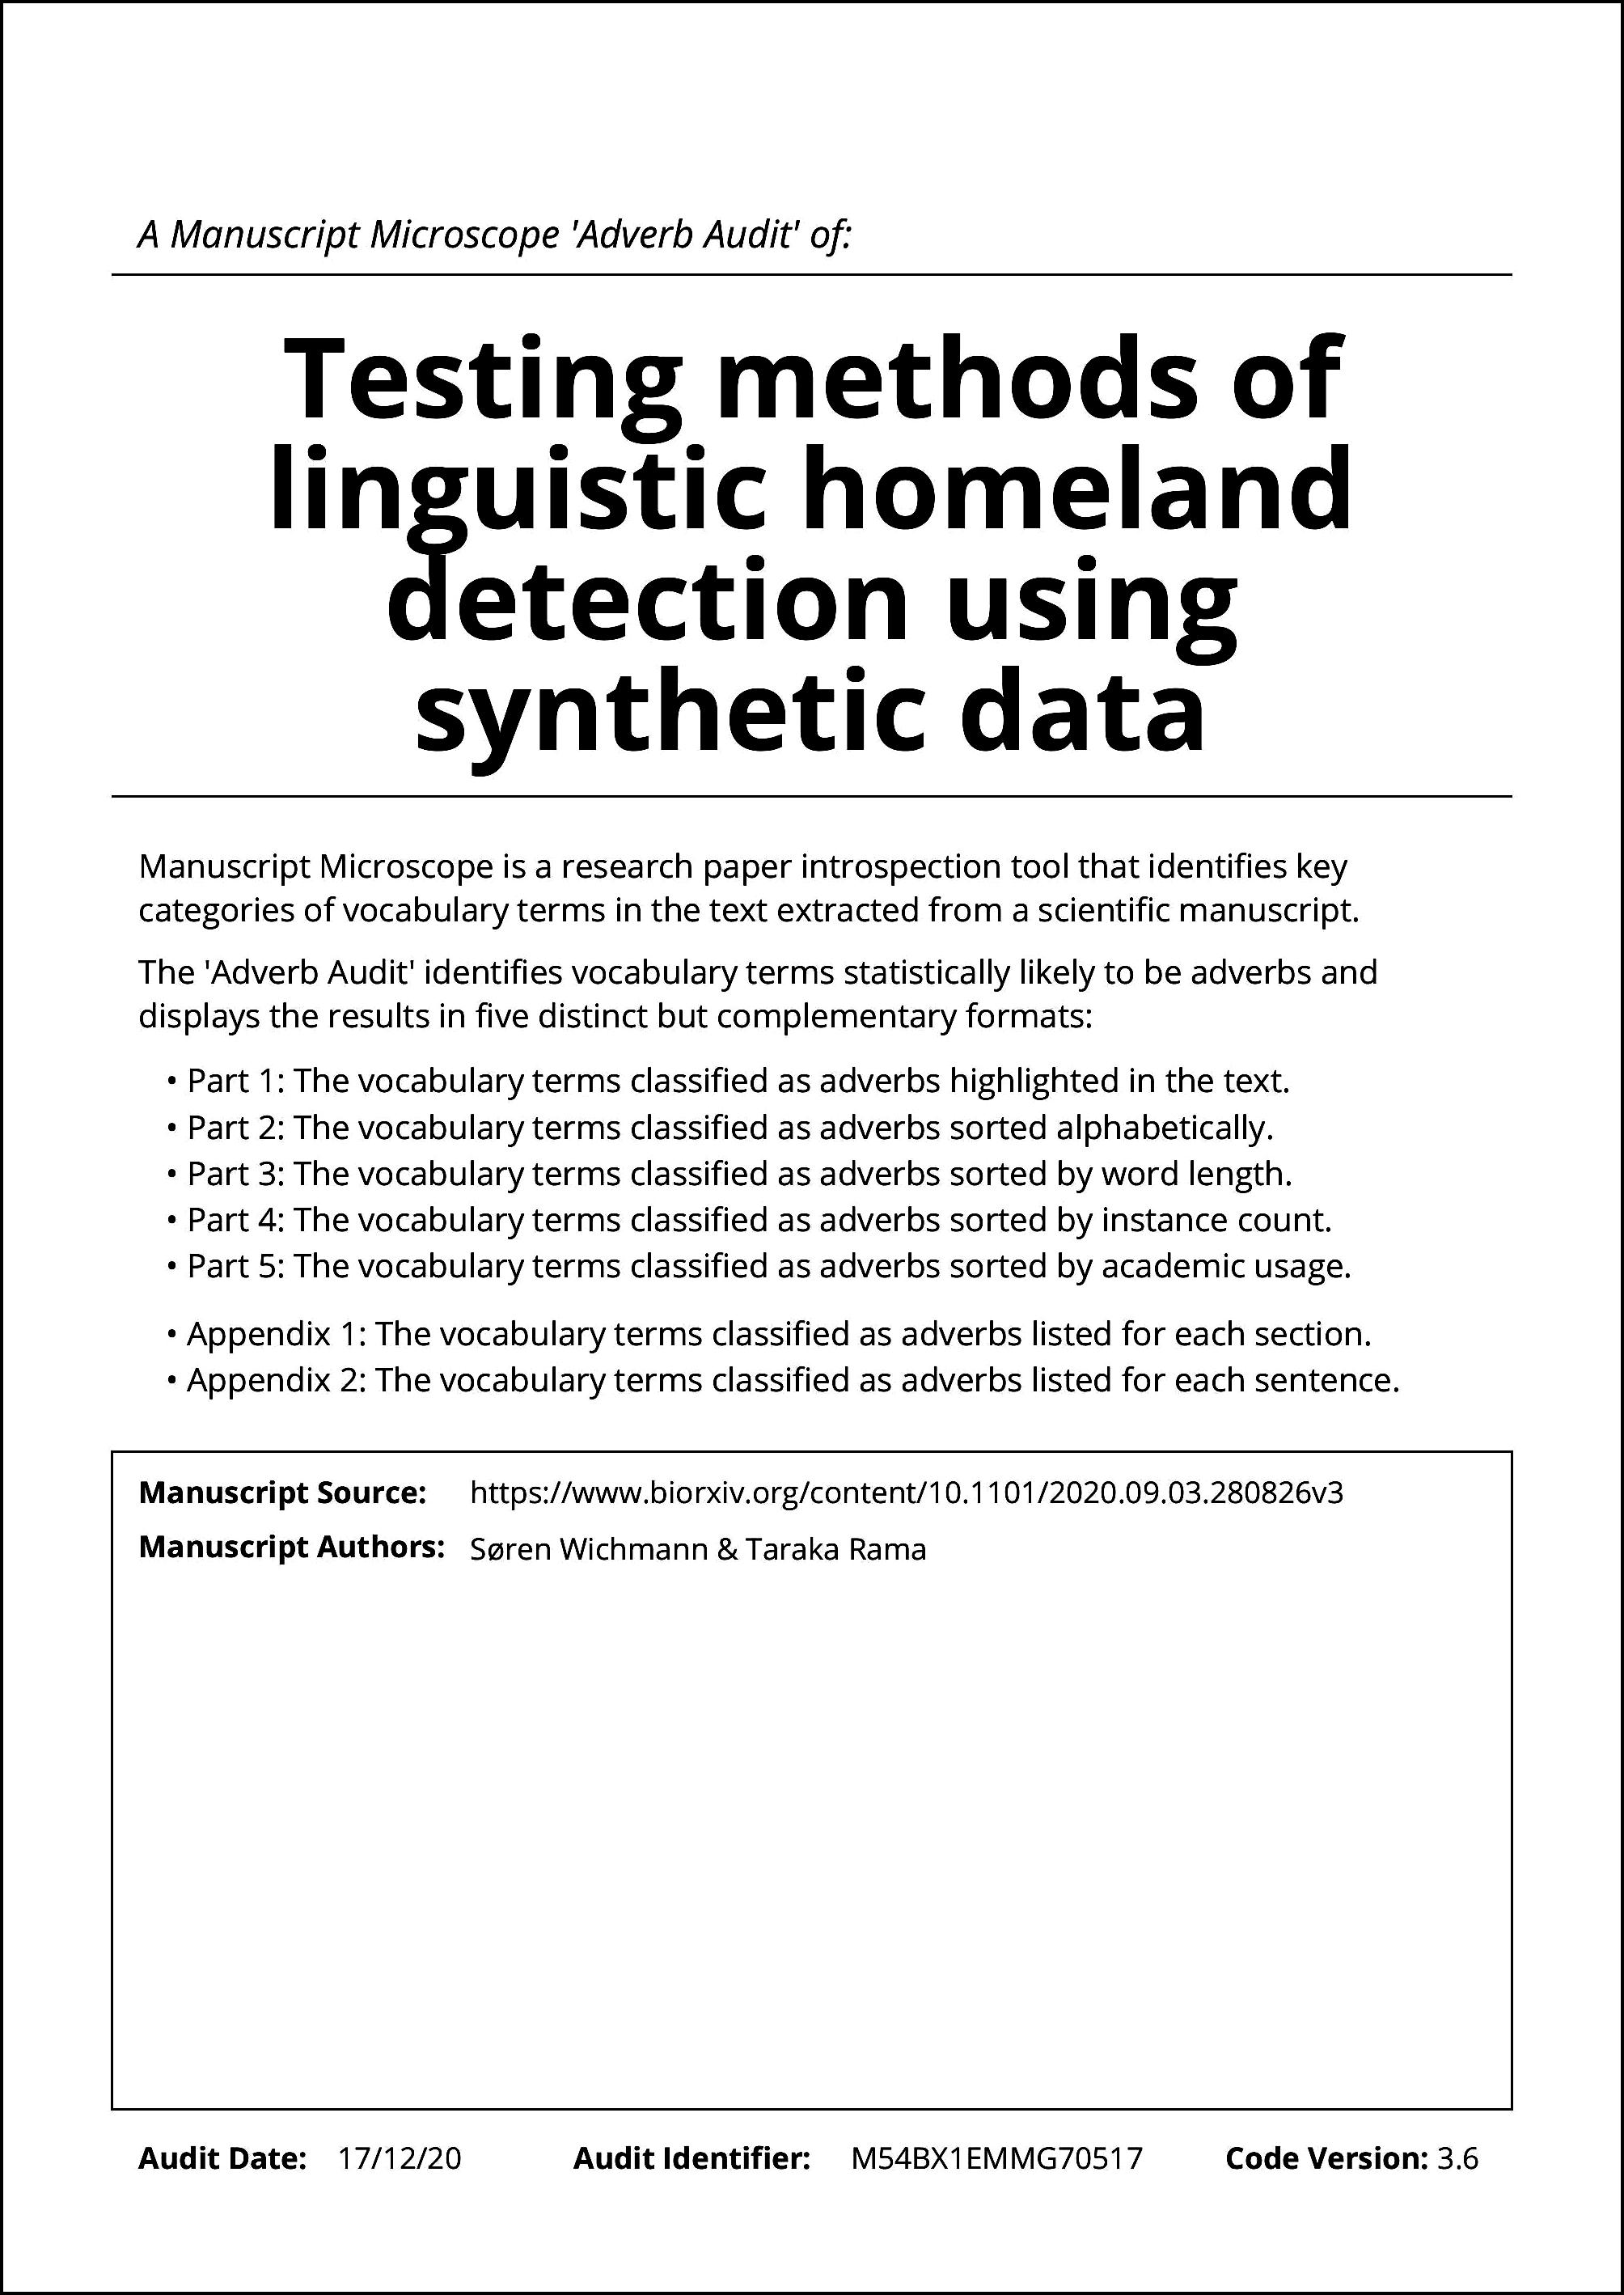 A Manuscript Microscope 'Adverb Audit' of:
Testing methods of
linguistic homeland
detection using
synthetic data
Manuscript Microscope is a research paper introspection tool that identifies key
categories of vocabulary terms in the text extracted from a scientific manuscript.
The 'Adverb Audit' identifies vocabulary terms statistically likely to be adverbs and
displays the results in five distinct but complementary formats:
• Part 1: The vocabulary terms classified as adverbs highlighted in the text.
• Part 2: The vocabulary terms classified as adverbs sorted alphabetically.
• Part 3: The vocabulary terms classified as adverbs sorted by word length.
• Part 4: The vocabulary terms classified as adverbs sorted by instance count.
• Part 5: The vocabulary terms classified as adverbs sorted by academic usage.
• Appendix 1: The vocabulary terms classified as adverbs listed for each section.
• Appendix 2: The vocabulary terms classified as adverbs listed for each sentence.
Manuscript Source: https://www.biorxiv.org/content/10.1101/2020.09.03.280826v3
Manuscript Authors: Søren Wichmann & Taraka Rama
Audit Date: 17/12/20 Audit Identifier: M54BX1EMMG70517 Code Version: 3.6